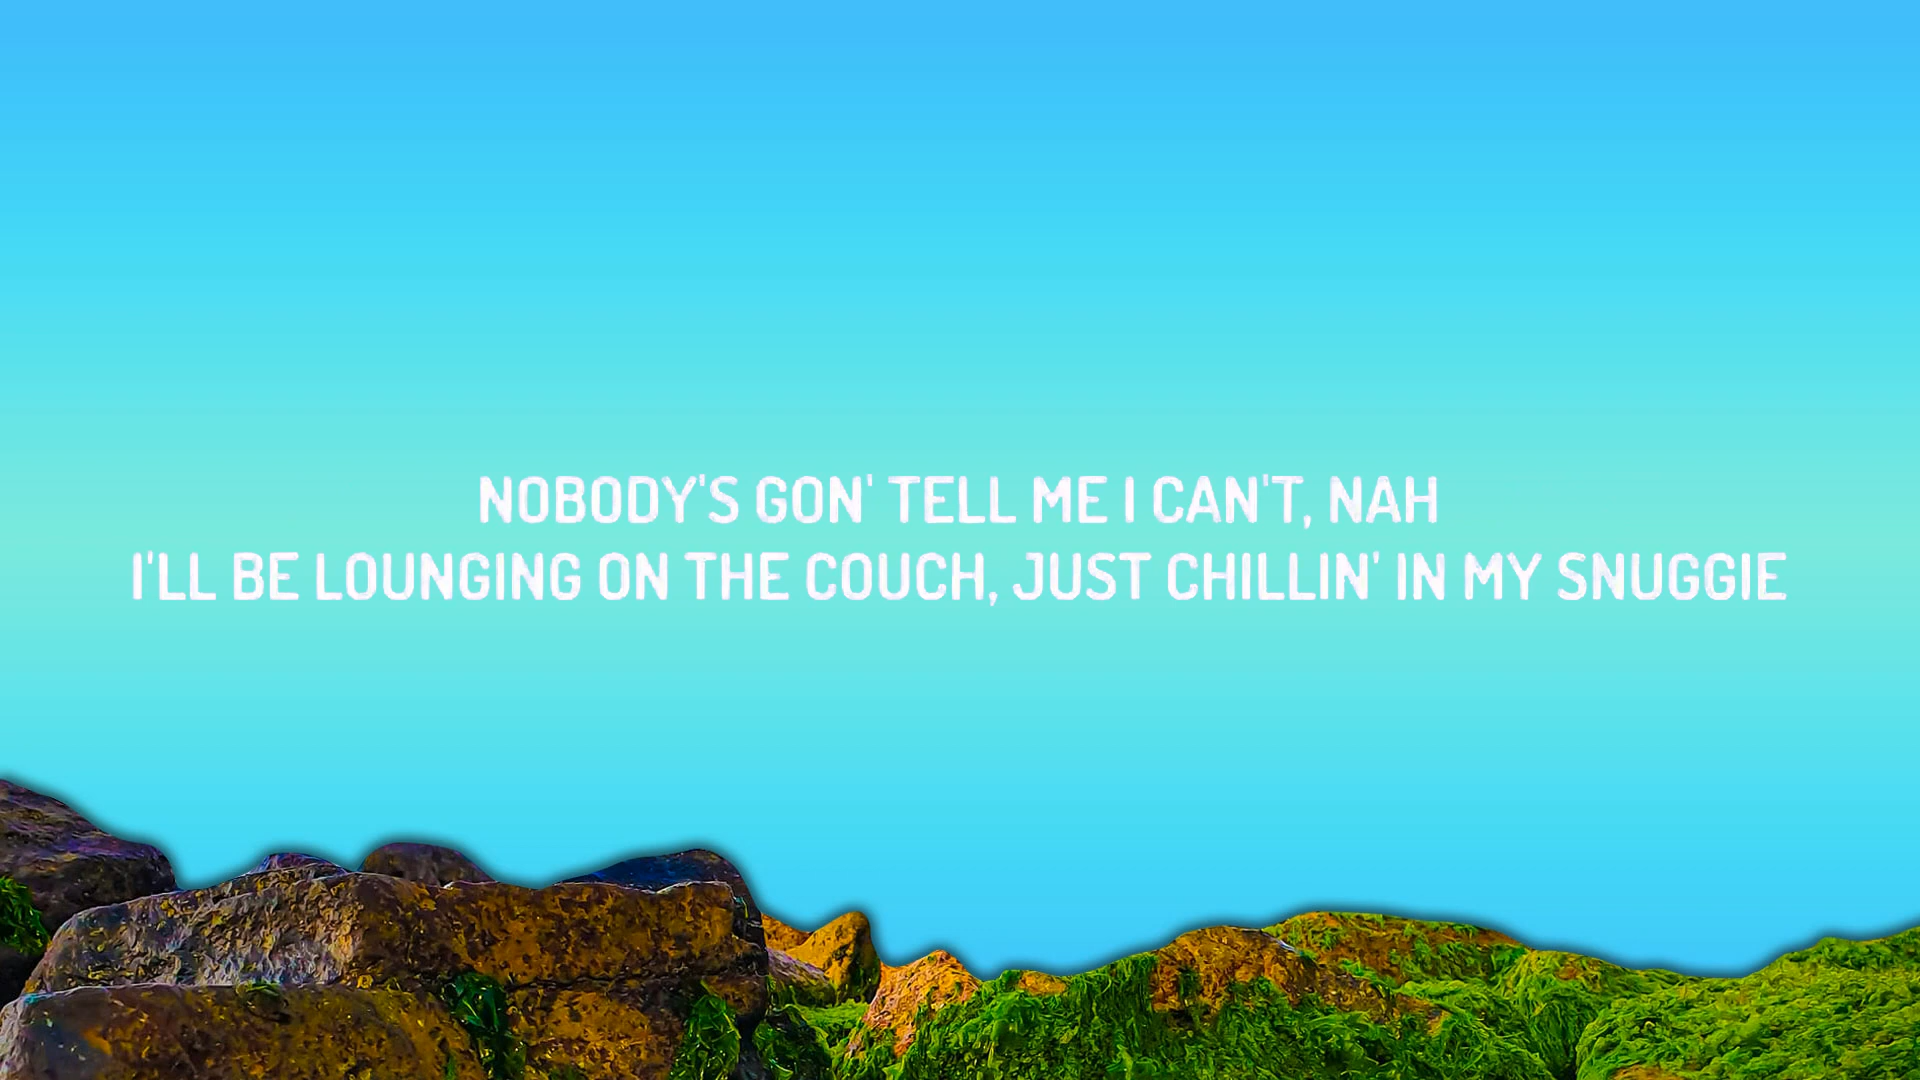 NOBODY'S GON' TELL ME I CAN'T, NAH
I'LL BE LOUNGING ON THE COUCH, JUST CHILLIN' IN MY SNUGGIE